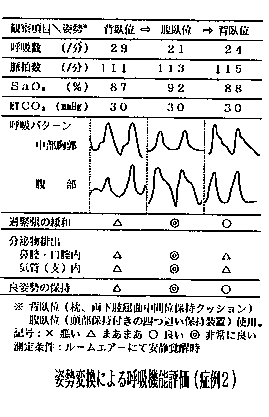 観察項目＼姿勢* 背臥位 ⇨ 腹臥位 → 背臥位
呼吸数 (/分) 29 21 24
脈拍数 (/分) 111 113 115
SaO₂ (%) 87 92 88
ETCO₂ (mmHg) 30 30 30
呼吸パターン
中部胸郭
腹 部
過緊張の緩和 △ ◎ ○
分泌物排出
鼻腔・口腔内 △ ◎ △
気管(支)内 △ ◎ △
良姿勢の保持 △ ◎ ○
※ 背臥位(枕、両下肢屈曲中間位保持クッション)
腹臥位(頭部保持付きの四つ這い保持装置)使用。
記号:× 悪い △ まあまあ ○ 良い ◎ 非常に良い
測定条件:ルームエアーにて安静覚醒時
姿勢変換による呼吸機能評価(症例2)